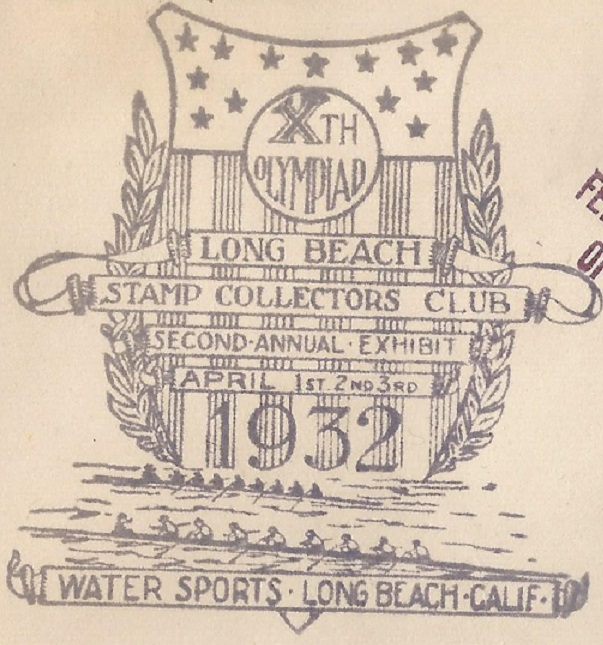 XTH
OLYMPIAD
LONG BEACH
STAMP COLLECTORS CLUB
SECOND·ANNUAL·EXHIBIT
APRIL 1ST. 2ND 3RD
1932
WATER SPORTS · LONG BEACH · CALIF ·